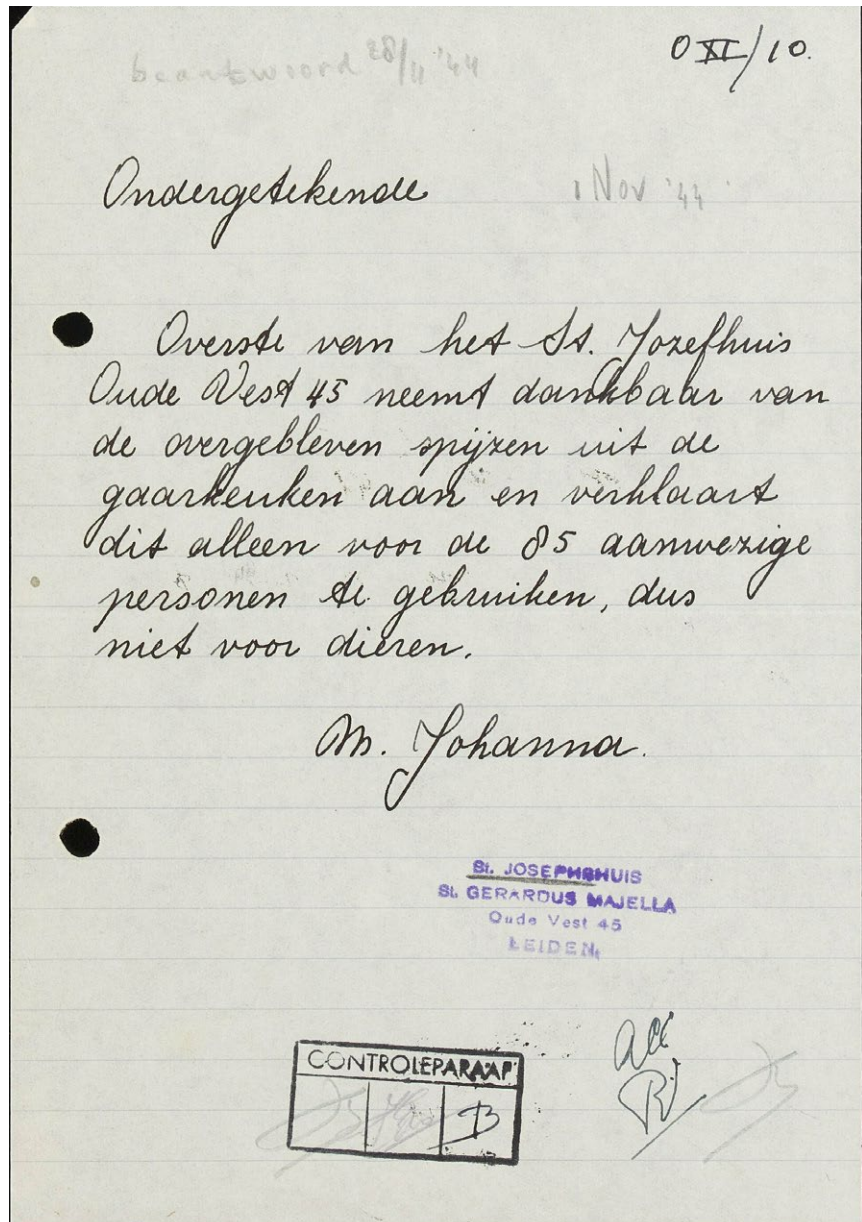 O XI/10.
beantwoord 28/11 '44
Ondergetekende
1 Nov '44
Overste van het St. Jozefhuis
Oude Vest 45 neemt dankbaar van
de overgebleven spijzen uit de
gaarkeuken aan en verklaart
dit alleen voor de 85 aanwezige
personen te gebruiken, dus
niet voor dieren.
M. Johanna.
St. JOSEPHSHUIS
St. GERARDUS MAJELLA
Oude Vest 45
LEIDEN
CONTROLEPARAAF
B